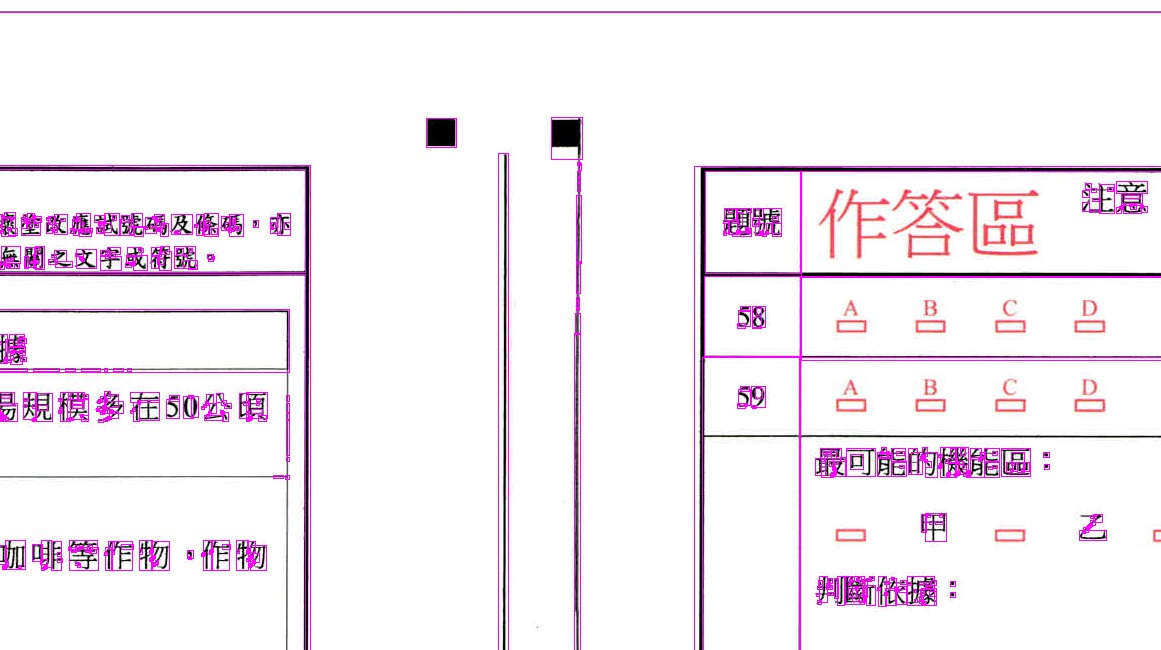 塗改應試號碼及條碼,亦
無關之文字或符號。
據
場規模多在50公頃
咖啡等作物,作物
題號 作答區 注意
58 A B C D
59 A B C D
最可能的機能區:
甲 乙
判斷依據: